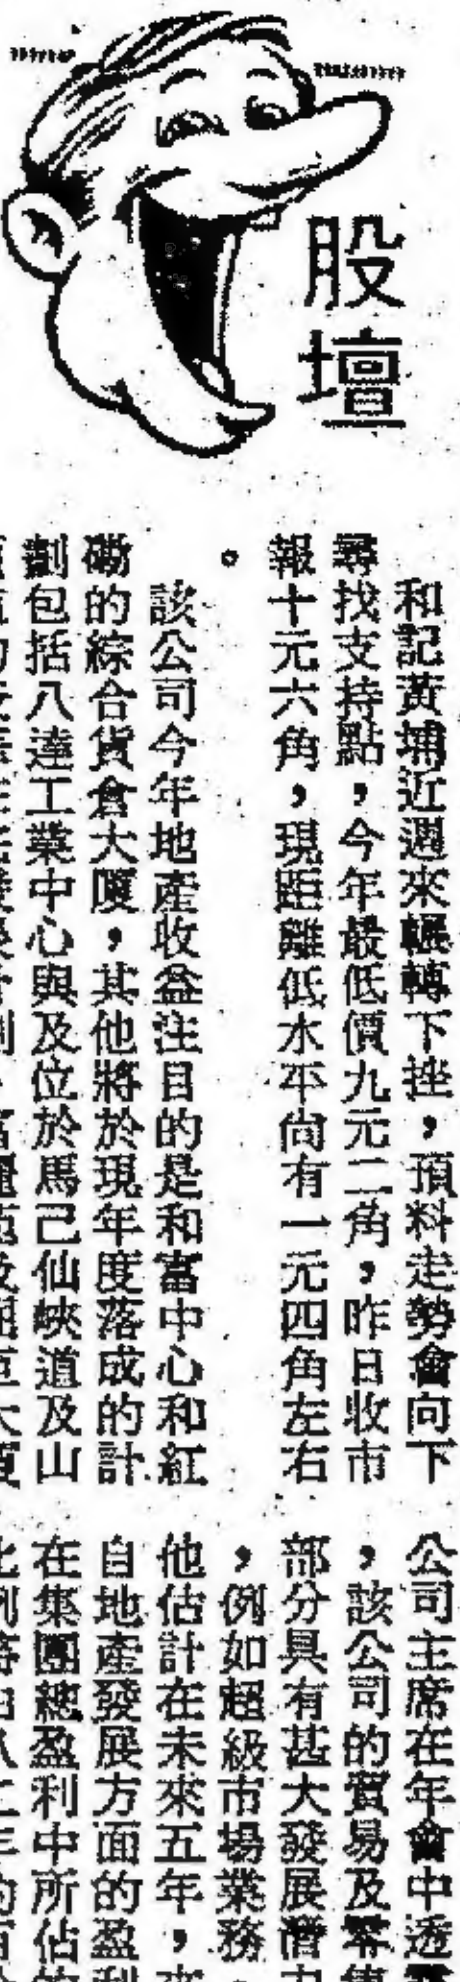 股壇
和記黃埔近週來輾轉下挫，預料走勢會向下
尋找支持點，今年最低價九元二角，昨日收市
報十元六角，現距離低水平尚有一元四角左右
。
該公司今年地產收益注目的是和富中心和紅
磡的綜合貨倉大廈，其他將於現年度落成的計
劃包括八達工業中心與及位於馬己仙峽道及山
公司主席在年會中透
，該公司的貿易及零售
部分具有甚大發展潛力
，例如超級市場業務，
他估計在未來五年，來
自地產發展方面的盈利
在集團總盈利中所佔的